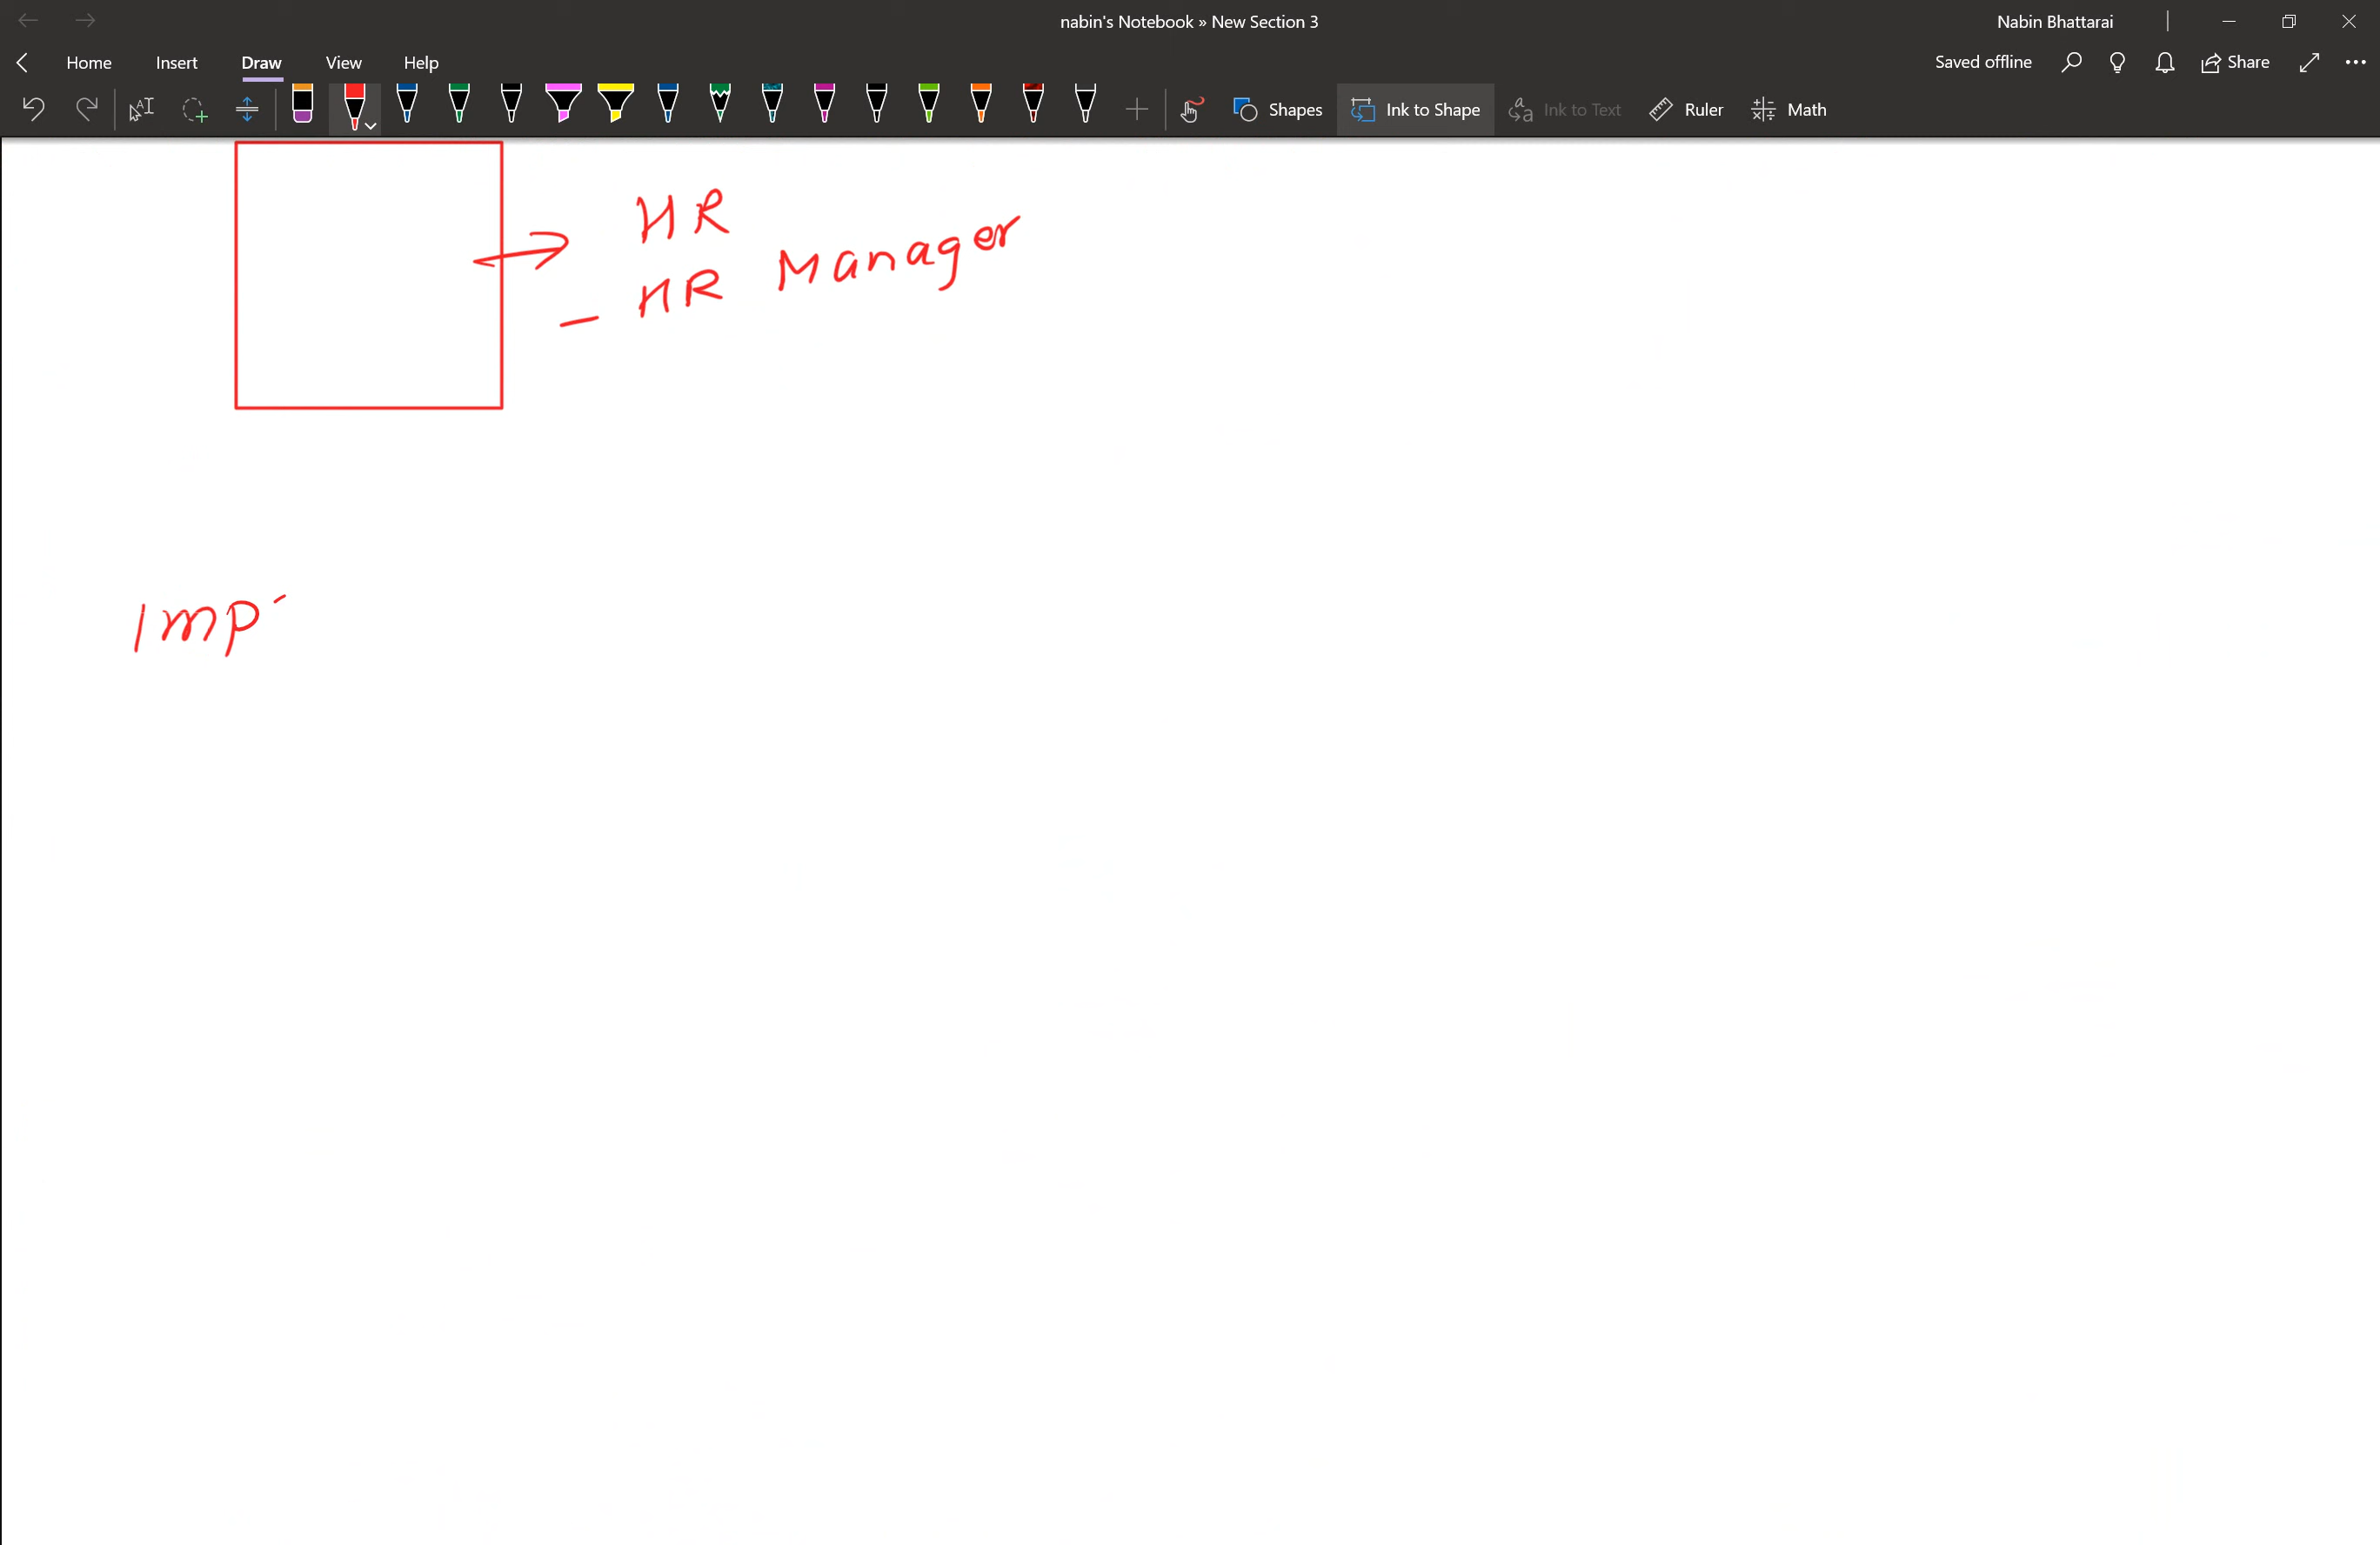 nabin's Notebook » New Section 3
Nabin Bhattarai
Home Insert Draw View Help
Saved offline
Share
Shapes
Ink to Shape
Ink to Text
Ruler
Math
HR
- HR Manager
Imp